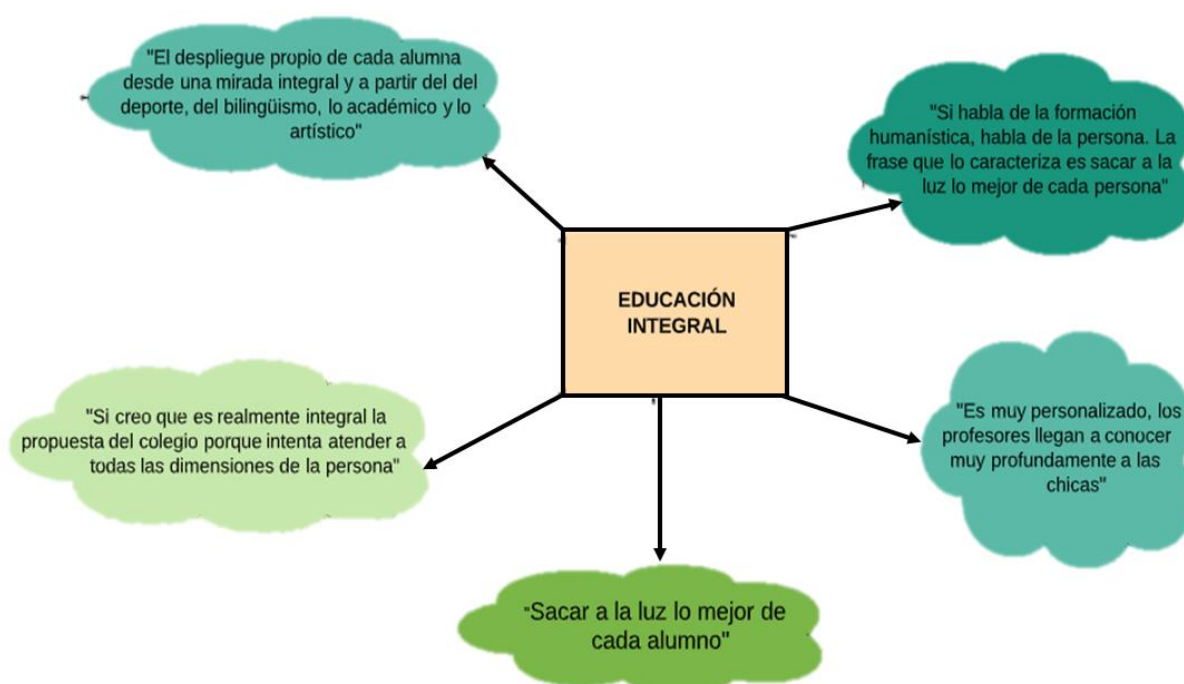 "El despliegue propio de cada alumna
desde una mirada integral y a partir del del
deporte, del bilingüismo, lo académico y lo
artístico"
"Si habla de la formación
humanística, habla de la persona. La
frase que lo caracteriza es sacar a la
luz lo mejor de cada persona"
EDUCACIÓN
INTEGRAL
"Si creo que es realmente integral la
propuesta del colegio porque intenta atender a
todas las dimensiones de la persona"
"Es muy personalizado, los
profesores llegan a conocer
muy profundamente a las
chicas"
"Sacar a la luz lo mejor de
cada alumno"